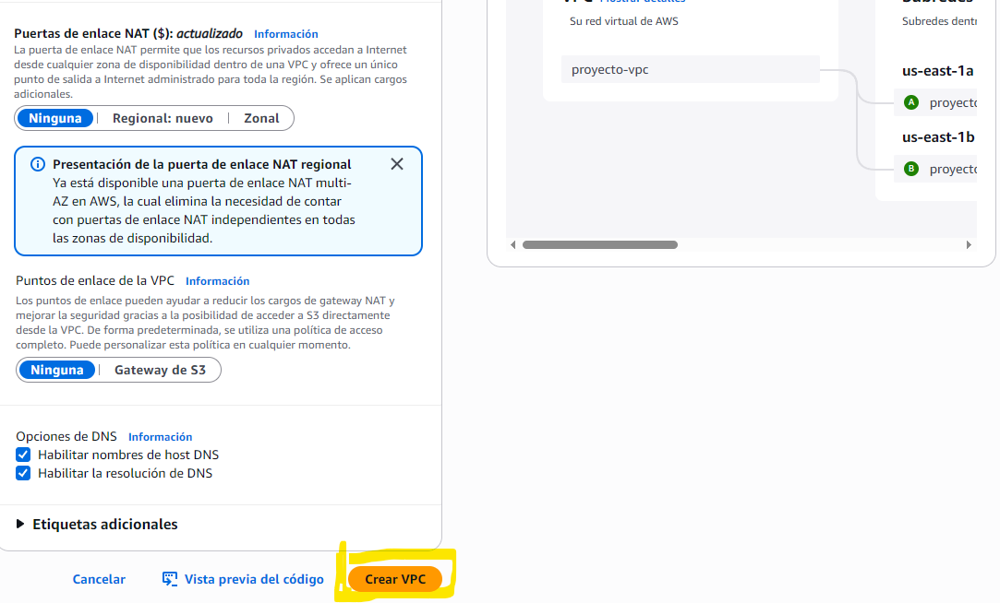 Puertas de enlace NAT ($): actualizado Información
La puerta de enlace NAT permite que los recursos privados accedan a Internet
desde cualquier zona de disponibilidad dentro de una VPC y ofrece un único
punto de salida a Internet administrado para toda la región. Se aplican cargos
adicionales.
Ninguna Regional: nuevo Zonal
Presentación de la puerta de enlace NAT regional
Ya está disponible una puerta de enlace NAT multi-
AZ en AWS, la cual elimina la necesidad de contar
con puertas de enlace NAT independientes en todas
las zonas de disponibilidad.
Puntos de enlace de la VPC Información
Los puntos de enlace pueden ayudar a reducir los cargos de gateway NAT y
mejorar la seguridad gracias a la posibilidad de acceder a S3 directamente
desde la VPC. De forma predeterminada, se utiliza una política de acceso
completo. Puede personalizar esta política en cualquier momento.
Ninguna Gateway de S3
Opciones de DNS Información
Habilitar nombres de host DNS
Habilitar la resolución de DNS
Etiquetas adicionales
Cancelar Vista previa del código Crear VPC
VPC Mostrar detalles
Su red virtual de AWS
proyecto-vpc
Subredes
Subredes dentr
us-east-1a
A proyecto
us-east-1b
B proyecto